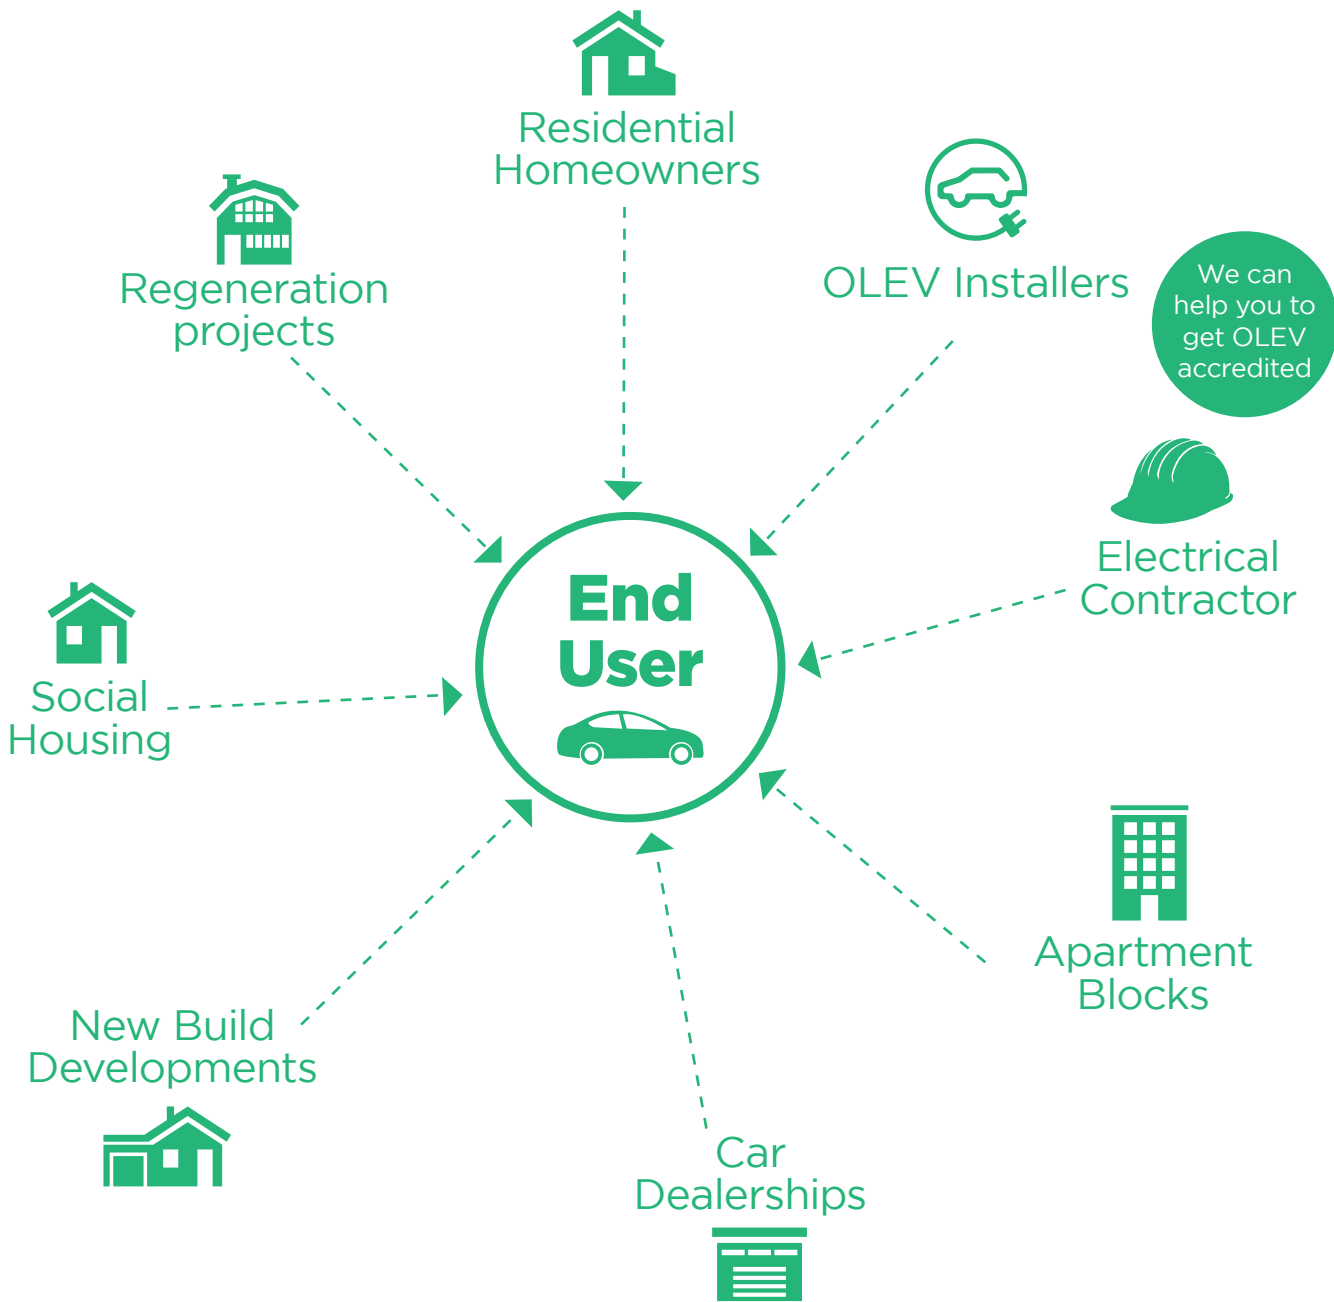 Residential
Homeowners
OLEV Installers
We can
help you to
get OLEV
accredited
Regeneration
projects
Electrical
Contractor
End
User
Social
Housing
Apartment
Blocks
New Build
Developments
Car
Dealerships